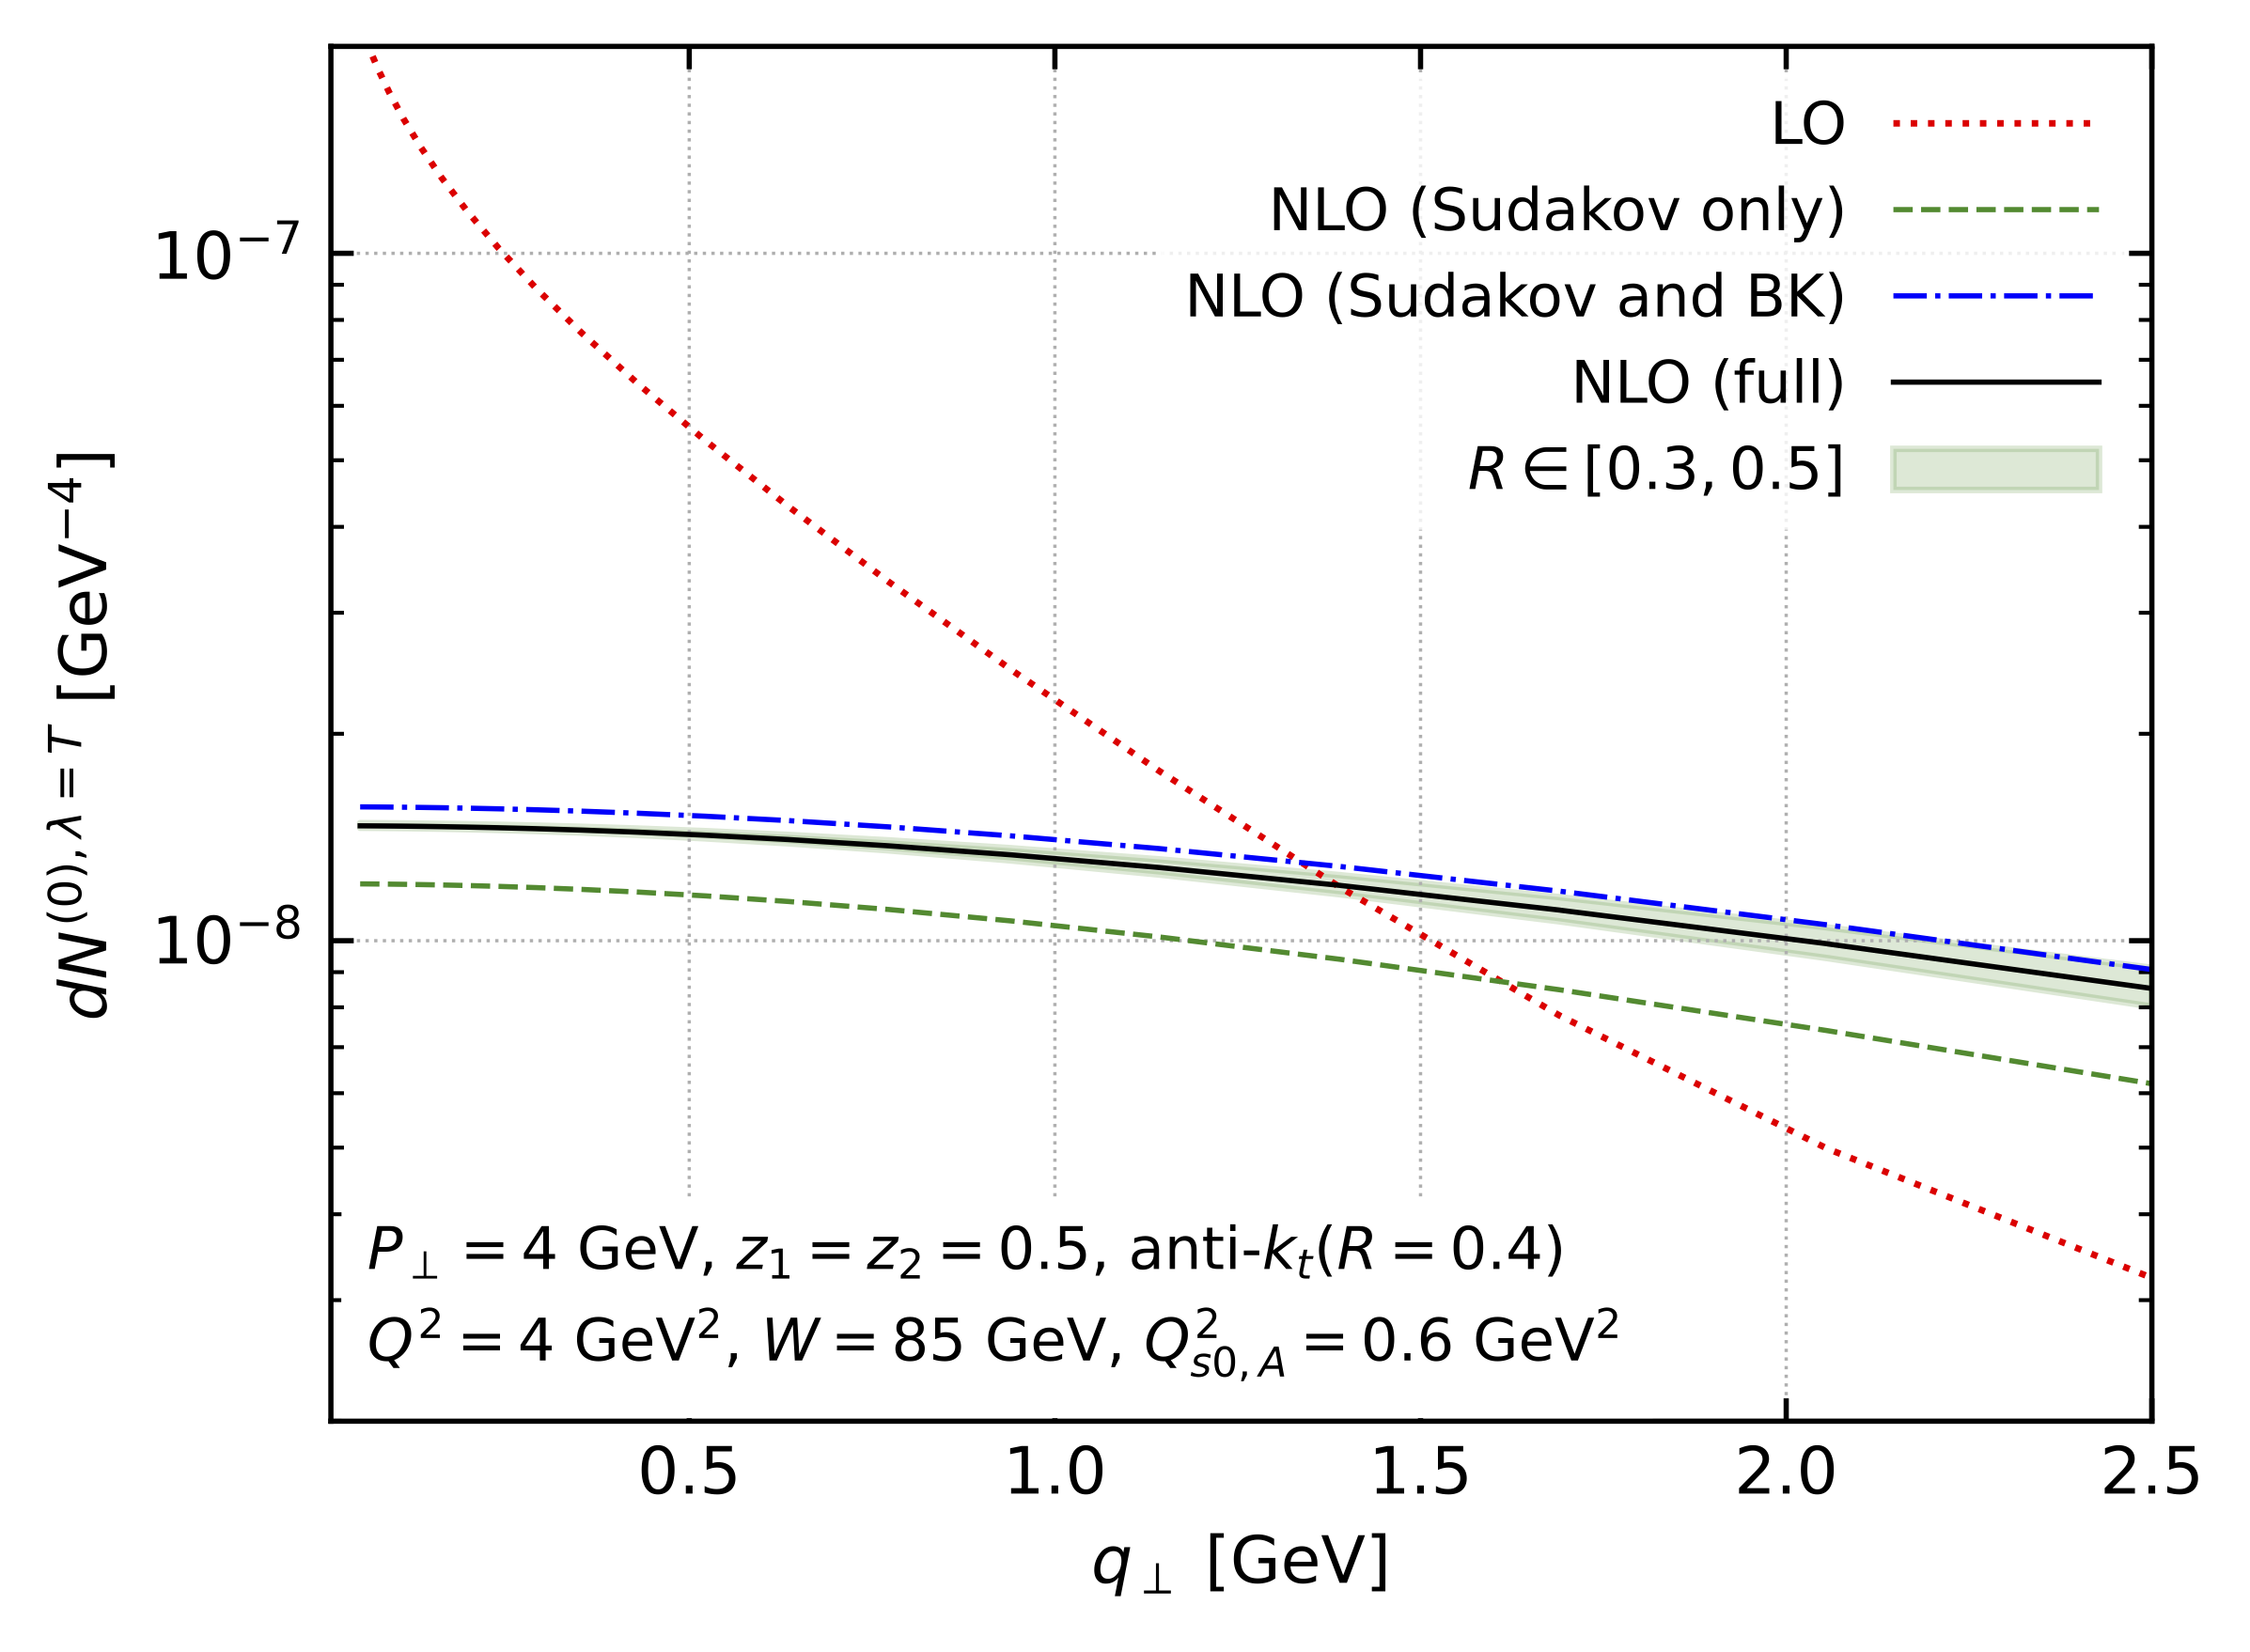 LO
NLO (Sudakov only)
NLO (Sudakov and BK)
NLO (full)
R ∈ [0.3, 0.5]
10⁻⁷
10⁻⁸
dN⁽⁰⁾, λ = T [GeV⁻⁴]
P⊥ = 4 GeV, z₁ = z₂ = 0.5, anti-kₜ(R = 0.4)
Q² = 4 GeV², W = 85 GeV, Q²ₛ₀,A = 0.6 GeV²
0.5 1.0 1.5 2.0 2.5
q⊥ [GeV]